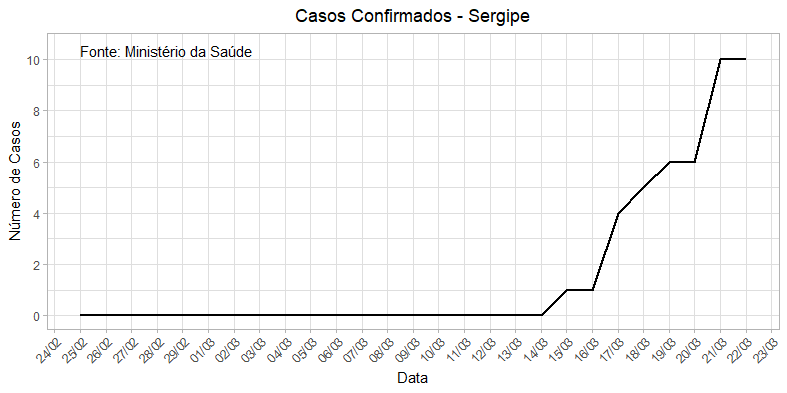 Casos Confirmados - Sergipe
Fonte: Ministério da Saúde
Número de Casos
10
8
6
4
2
0
24/02 25/02 26/02 27/02 28/02 29/02 01/03 02/03 03/03 04/03 05/03 06/03 07/03 08/03 09/03 10/03 11/03 12/03 13/03 14/03 15/03 16/03 17/03 18/03 19/03 20/03 21/03 22/03 23/03
Data